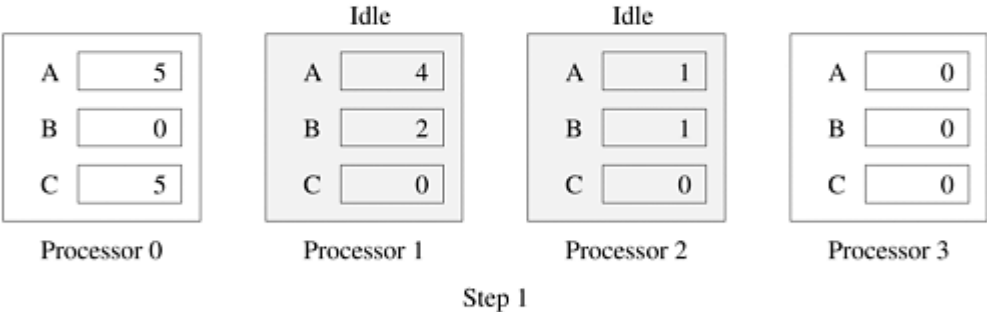 Idle Idle
A 5 A 4 A 1 A 0
B 0 B 2 B 1 B 0
C 5 C 0 C 0 C 0
Processor 0 Processor 1 Processor 2 Processor 3
Step 1